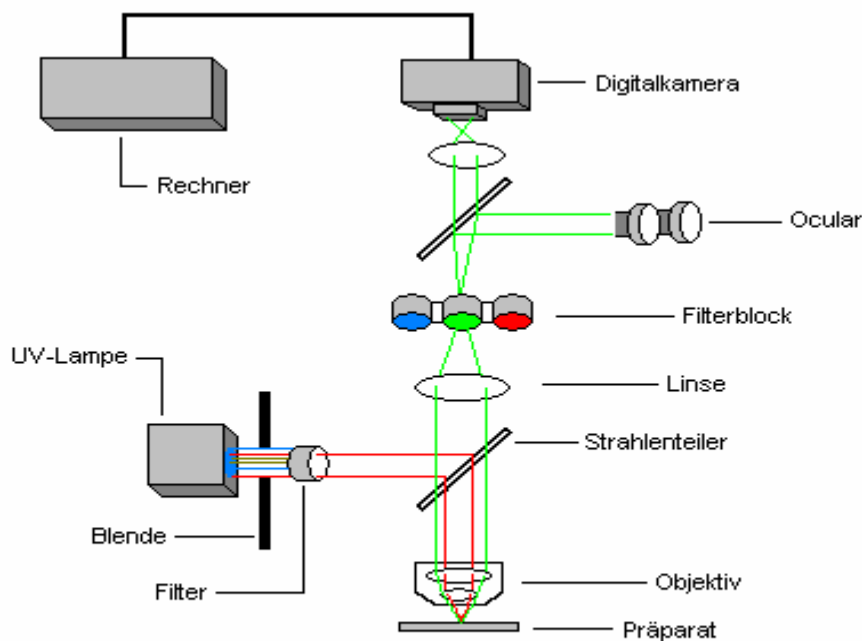 Digitalkamera
Rechner
Ocular
Filterblock
UV-Lampe
Linse
Strahlenteiler
Blende
Filter
Objektiv
Präparat